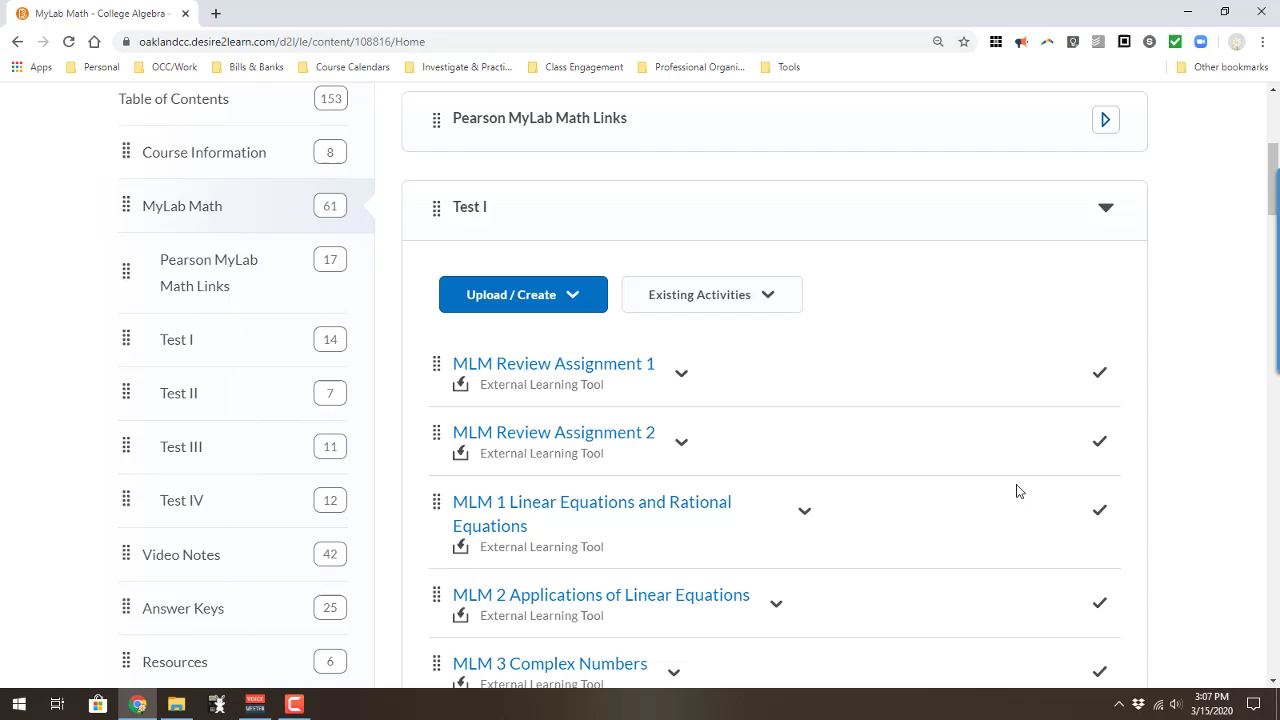 MyLab Math - College Algebra -
oaklandcc.desire2learn.com/d2l/le/content/108816/Home
Apps
Personal
OCC/Work
Bills & Banks
Course Calendars
Investigate & Practi...
Class Engagement
Professional Organi...
Tools
Other bookmarks
Table of Contents
153
Course Information
8
MyLab Math
61
Pearson MyLab
Math Links
17
Test I
14
Test II
7
Test III
11
Test IV
12
Video Notes
42
Answer Keys
25
Resources
6
Pearson MyLab Math Links
Test I
Upload / Create
Existing Activities
MLM Review Assignment 1
External Learning Tool
MLM Review Assignment 2
External Learning Tool
MLM 1 Linear Equations and Rational
Equations
External Learning Tool
MLM 2 Applications of Linear Equations
External Learning Tool
MLM 3 Complex Numbers
External Learning Tool
VOICE
MEETER
3:07 PM
3/15/2020